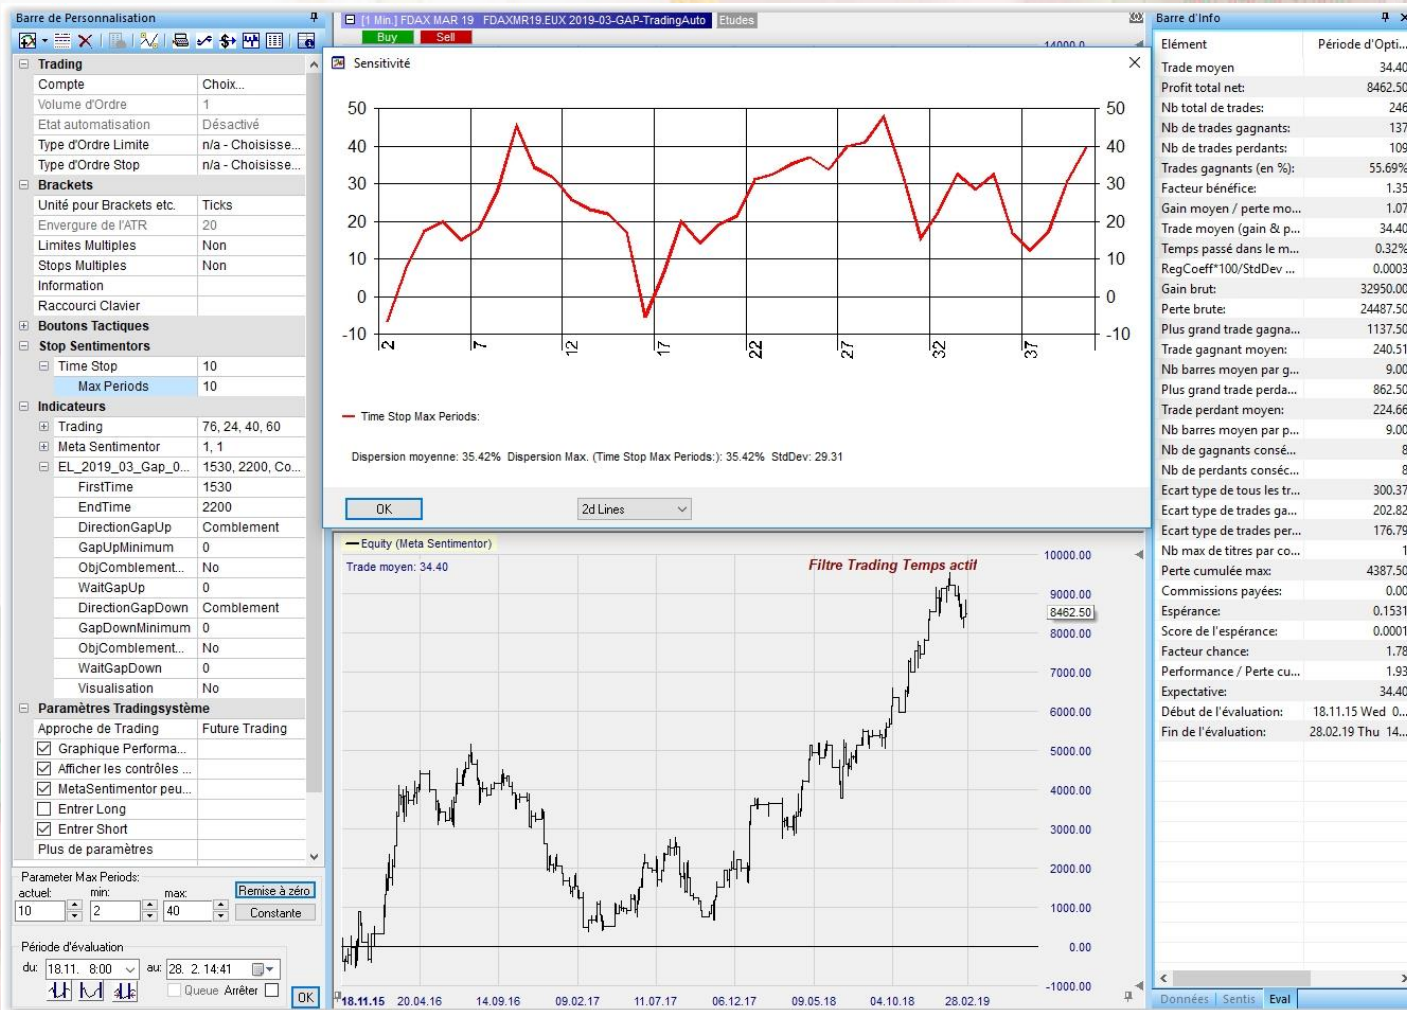 Barre de Personnalisation
Trading
Compte Choix...
Volume d'Ordre 1
Etat automatisation Désactivé
Type d'Ordre Limite n/a - Choisisse...
Type d'Ordre Stop n/a - Choisisse...
Brackets
Unité pour Brackets etc. Ticks
Envergure de l'ATR 20
Limites Multiples Non
Stops Multiples Non
Information
Raccourci Clavier
Boutons Tactiques
Stop Sentimentors
Time Stop 10
Max Periods 10
Indicateurs
Trading 76, 24, 40, 60
Meta Sentimentor 1, 1
EL_2019_03_Gap_0... 1530, 2200, Co...
FirstTime 1530
EndTime 2200
DirectionGapUp Comblement
GapUpMinimum 0
ObjComblement... No
WaitGapUp 0
DirectionGapDown Comblement
GapDownMinimum 0
ObjComblement... No
WaitGapDown 0
Visualisation No
Paramètres Tradingsystème
Approche de Trading Future Trading
Graphique Performa...
Afficher les contrôles ...
MetaSentimentor peu...
Entrer Long
Entrer Short
Plus de paramètres
Parameter Max Periods:
actuel: min: max:
10 2 40
Remise à zéro
Constante
Période d'évaluation
du: 18.11. 8:00 au: 28. 2. 14:41
Queue Arrêter
OK
[1 Min.] FDAX MAR 19 FDAXMR19.EUX 2019-03-GAP-TradingAuto Etudes
Buy Sell
14000.0
Sensitivité
50 50
40 40
30 30
20 20
10 10
0 0
-10 -10
2 7 12 17 22 27 32 37
Time Stop Max Periods:
Dispersion moyenne: 35.42% Dispersion Max. (Time Stop Max Periods:): 35.42% StdDev: 29.31
OK
2d Lines
Equity (Meta Sentimentor)
Trade moyen: 34.40
Filtre Trading Temps actif
10000.00
9000.00
8462.50
8000.00
7000.00
6000.00
5000.00
4000.00
3000.00
2000.00
1000.00
0.00
-1000.00
18.11.15 20.04.16 14.09.16 09.02.17 11.07.17 06.12.17 09.05.18 04.10.18 28.02.19
Barre d'Info
Elément Période d'Opti...
Trade moyen 34.40
Profit total net: 8462.50
Nb total de trades: 246
Nb de trades gagnants: 137
Nb de trades perdants: 109
Trades gagnants (en %): 55.69%
Facteur bénéfice: 1.35
Gain moyen / perte mo... 1.07
Trade moyen (gain & p... 34.40
Temps passé dans le m... 0.32%
RegCoeff*100/StdDev ... 0.0003
Gain brut: 32950.00
Perte brute: 24487.50
Plus grand trade gagna... 1137.50
Trade gagnant moyen: 240.51
Nb barres moyen par g... 9.00
Plus grand trade perda... 862.50
Trade perdant moyen: 224.66
Nb barres moyen par p... 9.00
Nb de gagnants consé... 8
Nb de perdants conséc... 8
Ecart type de tous les tr... 300.37
Ecart type de trades ga... 202.82
Ecart type de trades per... 176.79
Nb max de titres par co... 1
Perte cumulée max: 4387.50
Commissions payées: 0.00
Espérance: 0.1531
Score de l'espérance: 0.0001
Facteur chance: 1.78
Performance / Perte cu... 1.93
Expectative: 34.40
Début de l'évaluation: 18.11.15 Wed 0...
Fin de l'évaluation: 28.02.19 Thu 14...
Données Sentis Eval